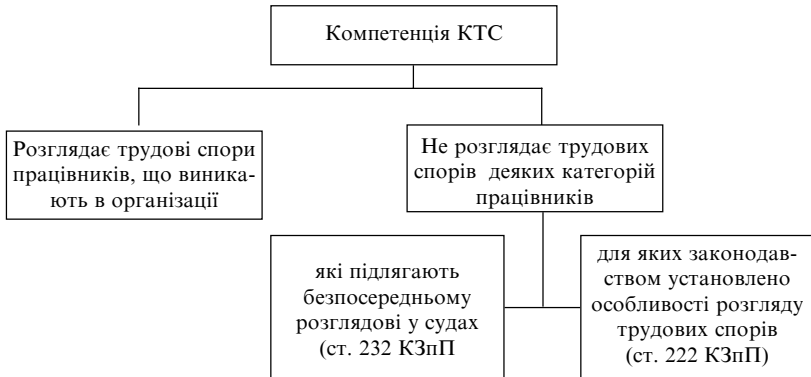 Компетенція КТС
Розглядає трудові спори
працівників, що виника-
ють в організації
Не розглядає трудових
спорів деяких категорій
працівників
які підлягають
безпосередньому
розглядові у судах
(ст. 232 КЗпП
для яких законодав-
ством установлено
особливості розгляду
трудових спорів
(ст. 222 КЗпП)